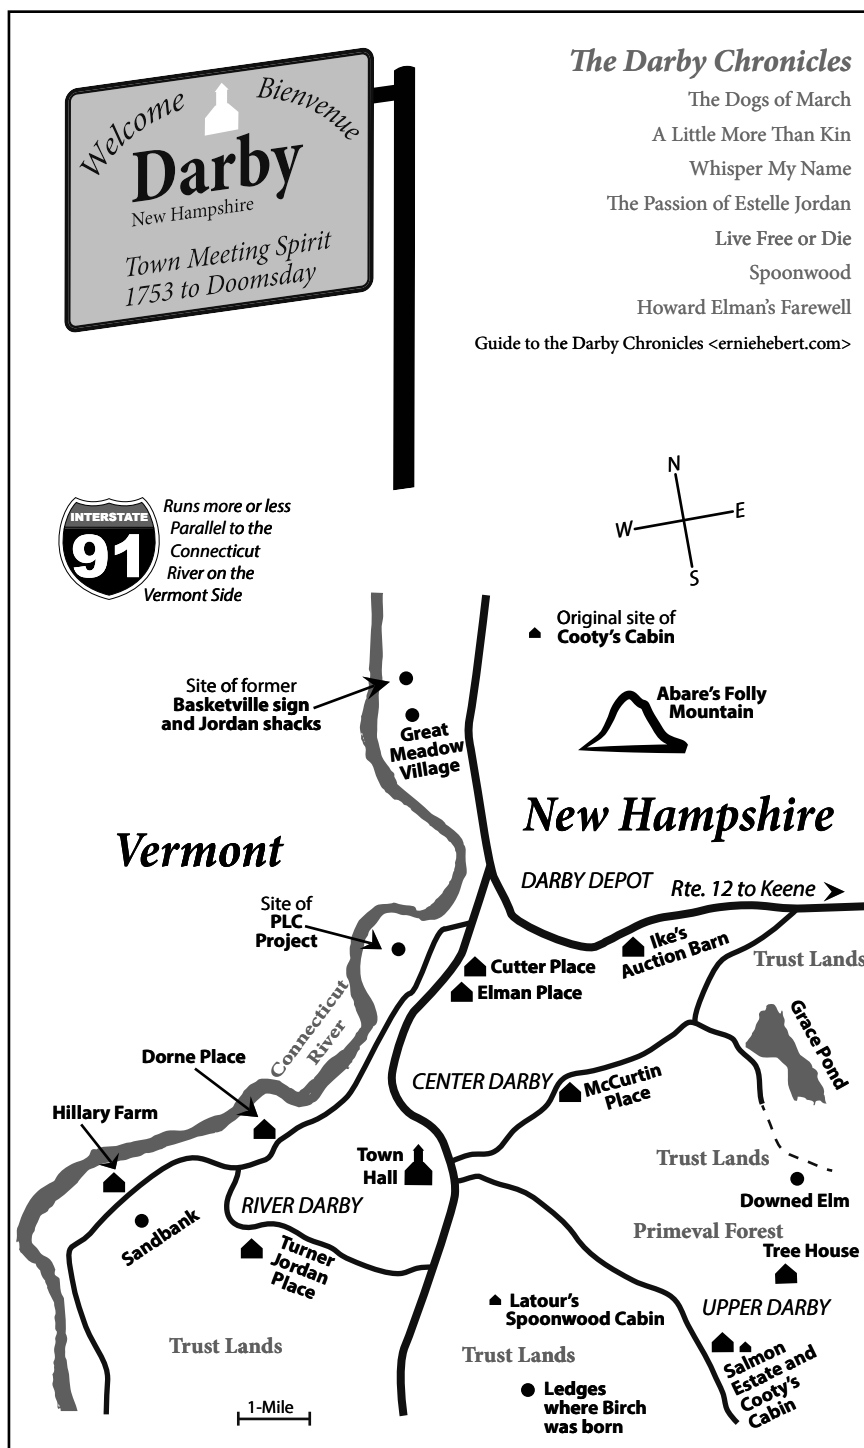 Welcome Bienvenue
Darby
New Hampshire
Town Meeting Spirit
1753 to Doomsday
The Darby Chronicles
The Dogs of March
A Little More Than Kin
Whisper My Name
The Passion of Estelle Jordan
Live Free or Die
Spoonwood
Howard Elman's Farewell
Guide to the Darby Chronicles <erniehebert.com>
N
W
E
S
INTERSTATE
91
Runs more or less
Parallel to the
Connecticut
River on the
Vermont Side
Original site of
Cooty's Cabin
Site of former
Basketville sign
and Jordan shacks
Great
Meadow
Village
Abare's Folly
Mountain
Vermont
New Hampshire
DARBY DEPOT
Rte. 12 to Keene
Site of
PLC
Project
Ike's
Auction Barn
Cutter Place
Elman Place
Trust Lands
Connecticut
River
Grace Pond
Dorne Place
CENTER DARBY
McCurtin
Place
Hillary Farm
Town
Hall
Trust Lands
Downed Elm
RIVER DARBY
Sandbank
Turner
Jordan
Place
Primeval Forest
Tree House
UPPER DARBY
Latour's
Spoonwood Cabin
Trust Lands
Trust Lands
Salmon
Estate and
Cooty's
Cabin
Ledges
where Birch
was born
1-Mile